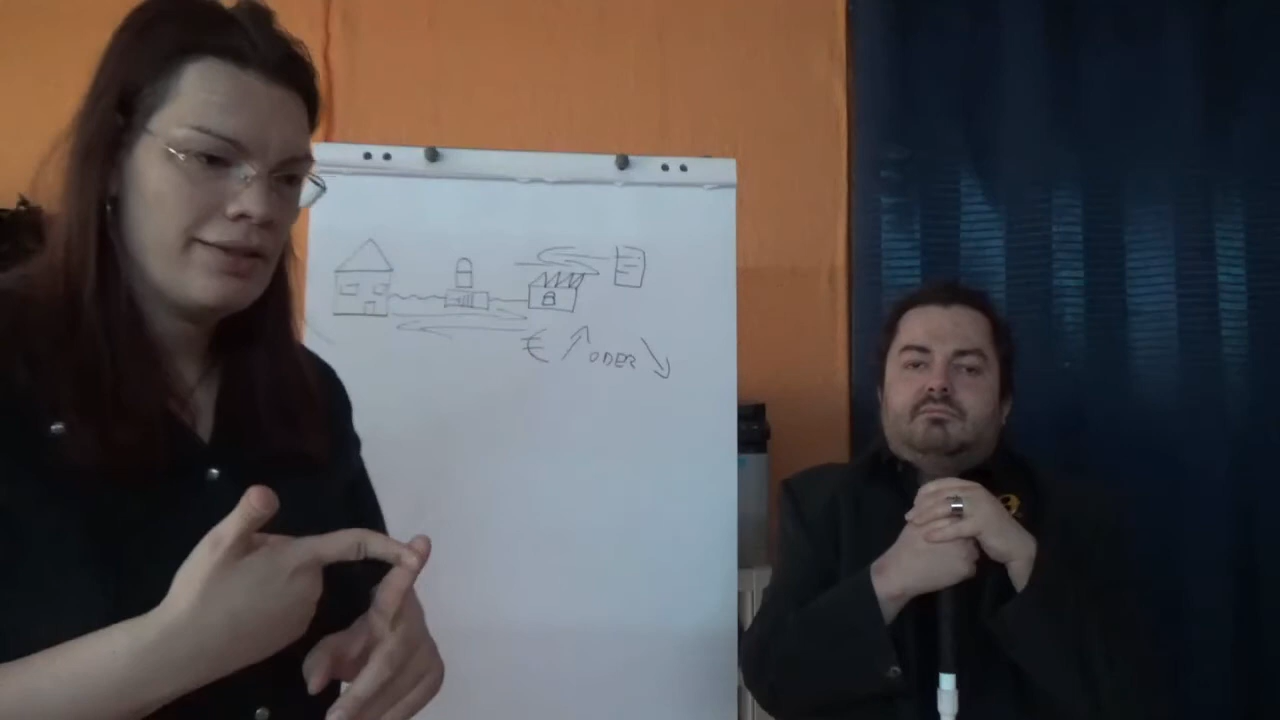 € ↗ ODER ↘